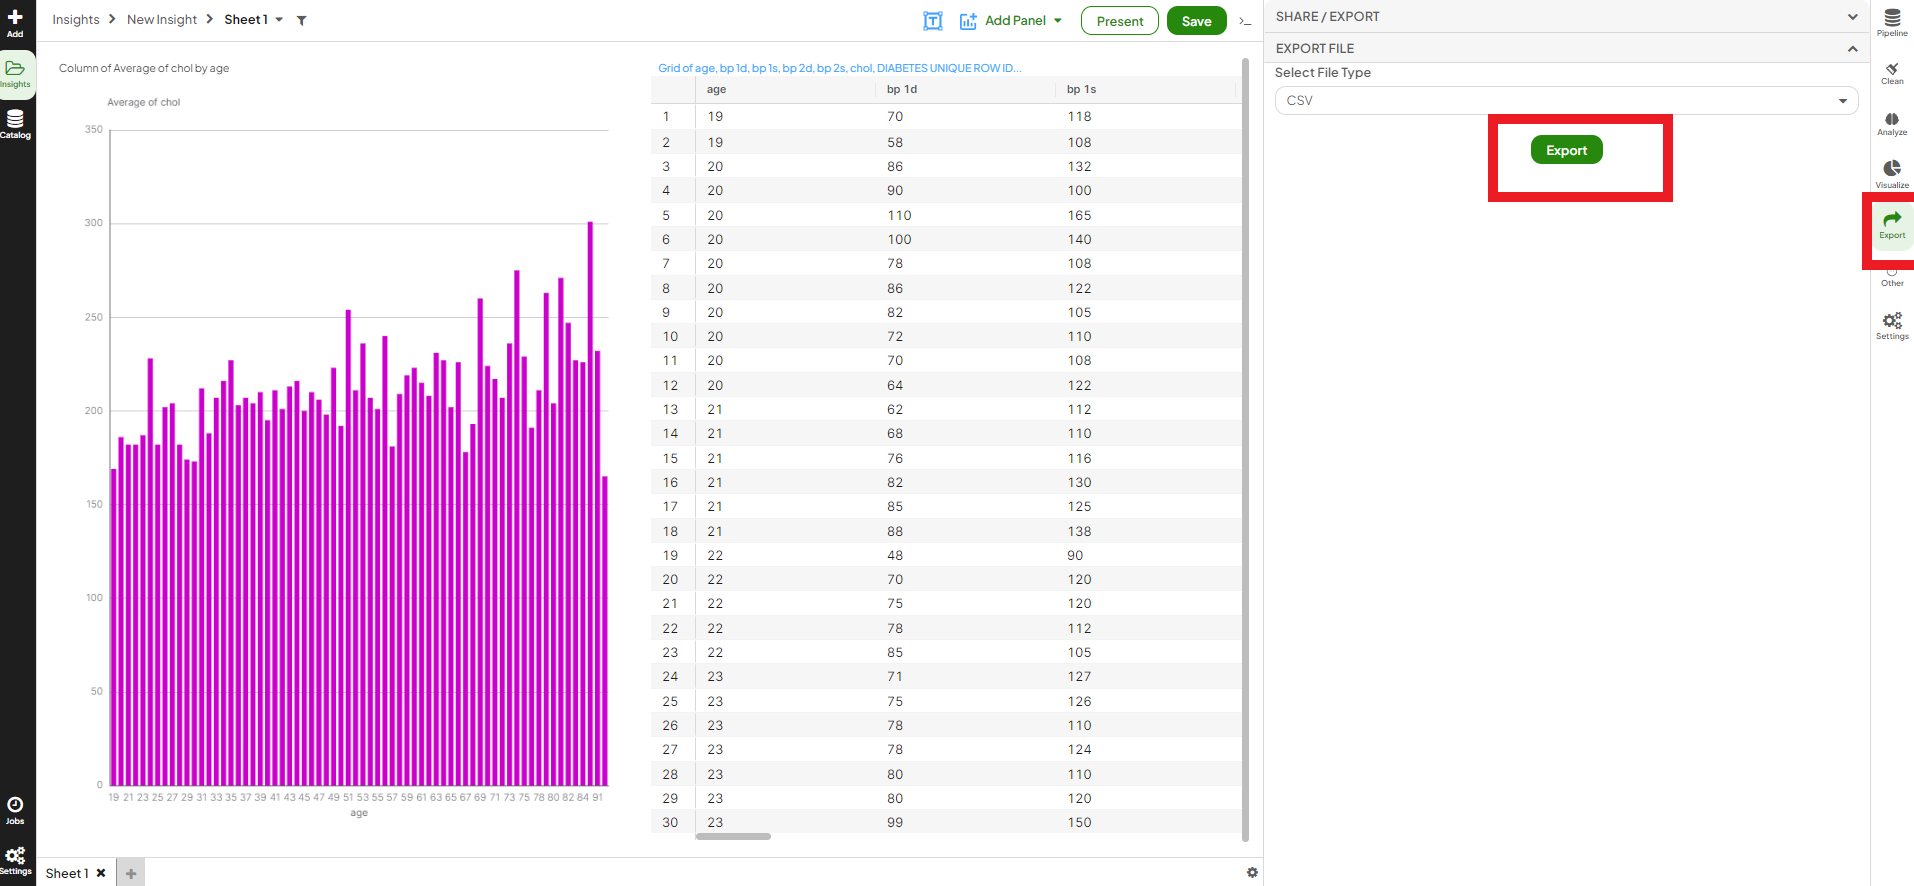 Add
Insights
Catalog
Jobs
Settings
Insights > New Insight > Sheet 1
Add Panel
Present
Save
>_
Column of Average of chol by age
Average of chol
350
300
250
200
150
100
50
0
19 21 23 25 27 29 31 33 35 37 39 41 43 45 47 49 51 53 55 57 59 61 63 65 67 69 71 73 75 78 80 82 84 91
age
Grid of age, bp 1d, bp 1s, bp 2d, bp 2s, chol, DIABETES UNIQUE ROW ID...
age bp 1d bp 1s
1 19 70 118
2 19 58 108
3 20 86 132
4 20 90 100
5 20 110 165
6 20 100 140
7 20 78 108
8 20 86 122
9 20 82 105
10 20 72 110
11 20 70 108
12 20 64 122
13 21 62 112
14 21 68 110
15 21 76 116
16 21 82 130
17 21 85 125
18 21 88 138
19 22 48 90
20 22 70 120
21 22 75 120
22 22 78 112
23 22 85 105
24 23 71 127
25 23 75 126
26 23 78 110
27 23 78 124
28 23 80 110
29 23 80 120
30 23 99 150
Sheet 1
SHARE / EXPORT
EXPORT FILE
Select File Type
CSV
Export
Pipeline
Clean
Analyze
Visualize
Export
Other
Settings